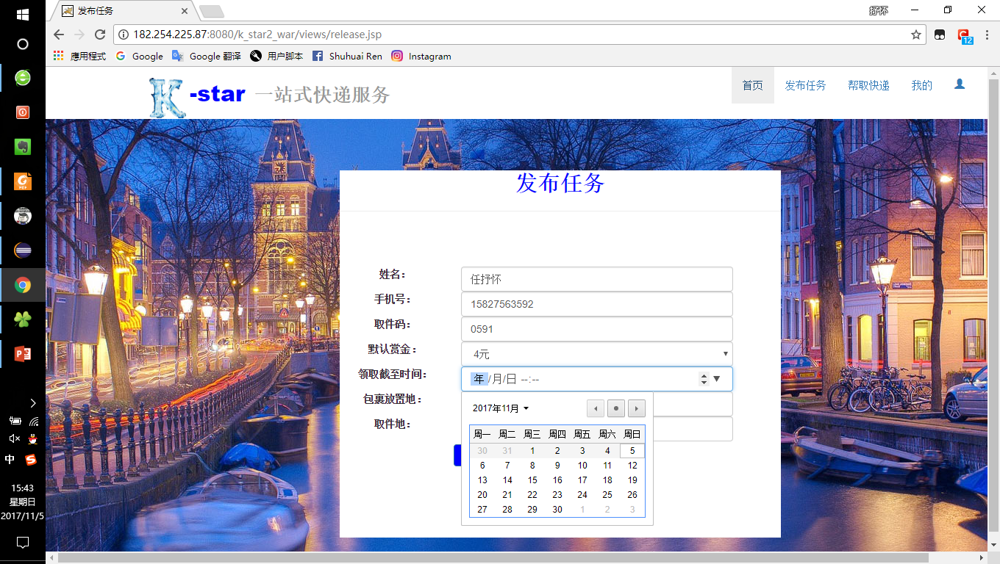 发布任务
舒怀
182.254.225.87:8080/k_star2_war/views/release.jsp
12
應用程式
Google
Google 翻译
用户脚本
Shuhuai Ren
Instagram
K-star 一站式快递服务
首页
发布任务
帮取快递
我的
发布任务
姓名:
任抒怀
手机号:
15827563592
取件码:
0591
默认赏金:
4元
领取截至时间:
年/月/日 --:--
包裹放置地:
取件地:
2017年11月
周一 周二 周三 周四 周五 周六 周日
30 31 1 2 3 4 5
6 7 8 9 10 11 12
13 14 15 16 17 18 19
20 21 22 23 24 25 26
27 28 29 30 1 2 3
中
15:43
星期日
2017/11/5